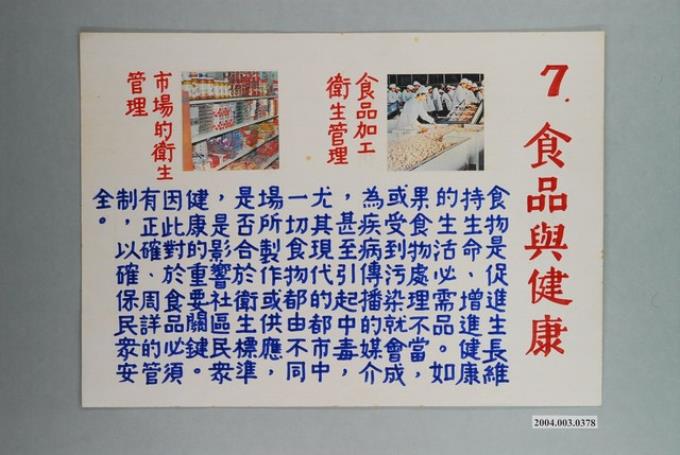 7.食品與健康
食品加工
衛生管理
市場的衛生
管理
食物是促進生長維
持生命、增進健康
的生活必需品。如
果食物處理不當，
或受到污染就會成
為疾病傳播的媒介
，甚至引起中毒，
尤其現代的都市中
一切食物都由不同
場所製作或供應，
是否合於衛生標準
，是影響社區民眾
健康的重要關鍵。
因此對於食品必須
有正確、周詳的管
制，以確保民眾安
全。
2004.003.0378